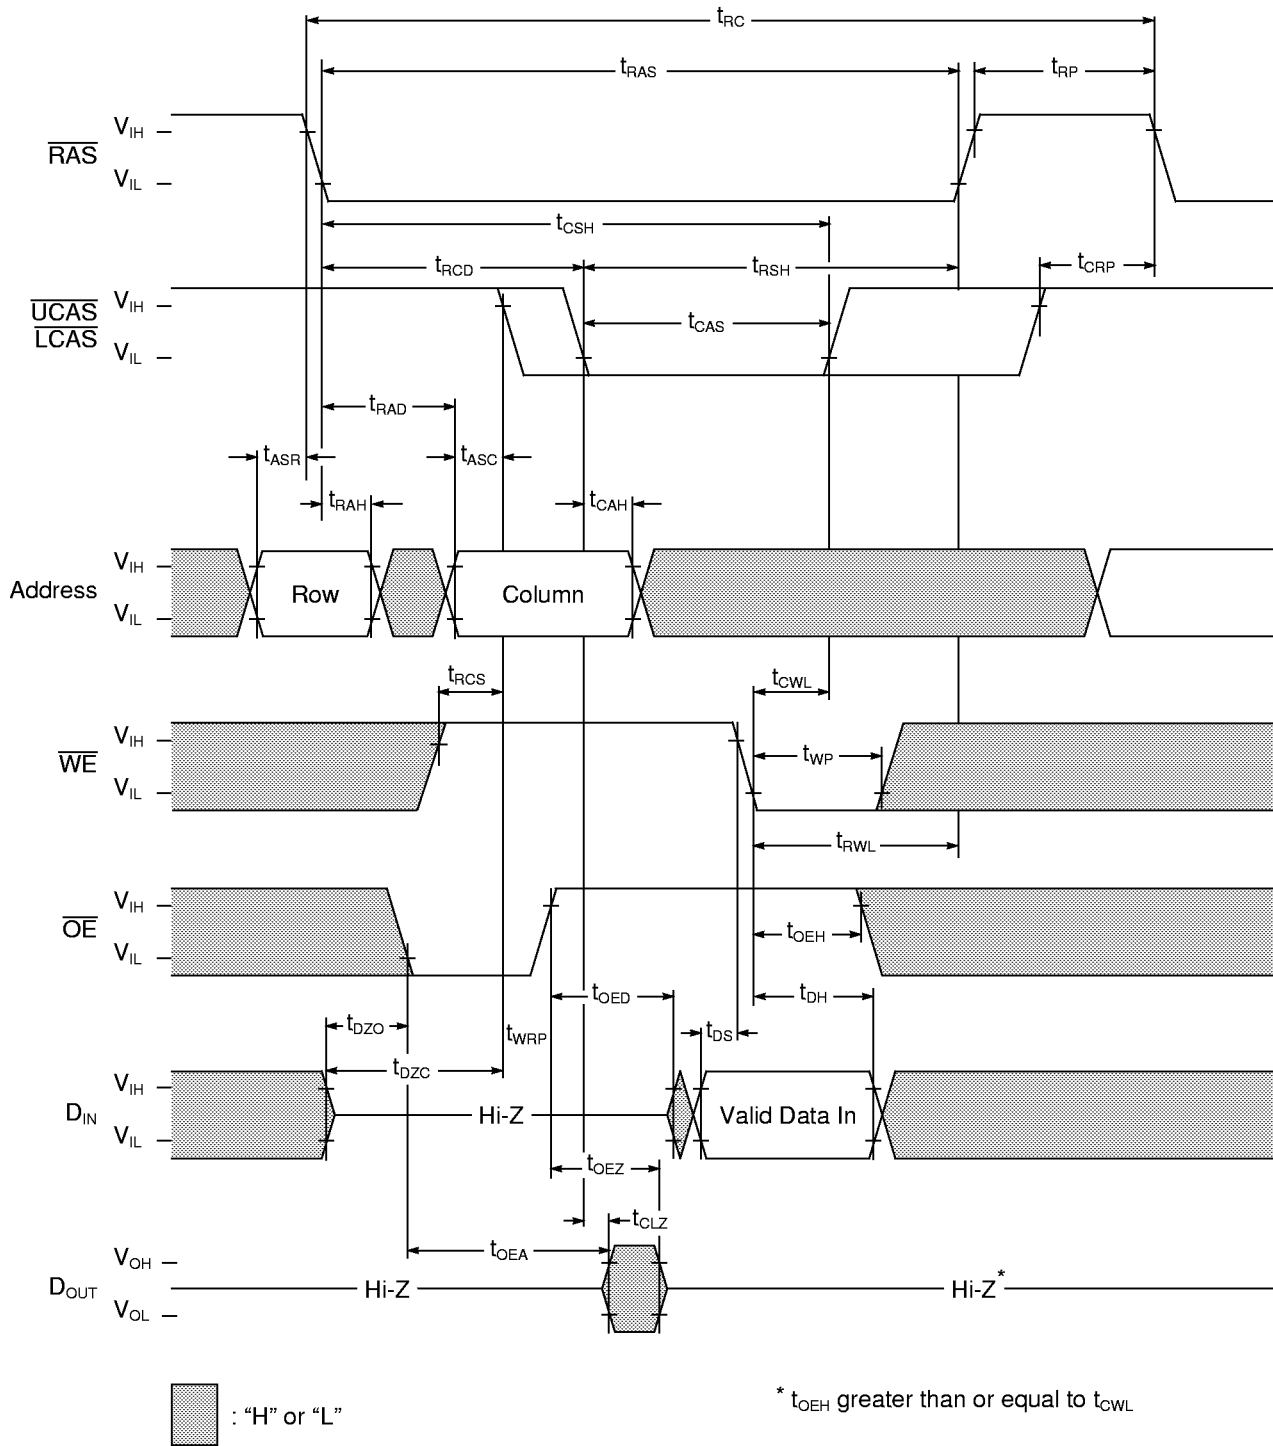 tRC
tRAS
tRP
RAS
VIH
VIL
tCSH
tRCD
tRSH
tCRP
UCAS
LCAS
VIH
VIL
tCAS
tRAD
tASR
tASC
tRAH
tCAH
Address
VIH
VIL
Row
Column
tRCS
tCWL
WE
VIH
VIL
tWP
tRWL
OE
VIH
VIL
tOEH
tOED
tDH
tDZO
tWRP
tDS
tDZC
DIN
VIH
VIL
Hi-Z
Valid Data In
tOEZ
tCLZ
tOEA
DOUT
VOH
VOL
Hi-Z
Hi-Z*
: “H” or “L”
* tOEH greater than or equal to tCWL